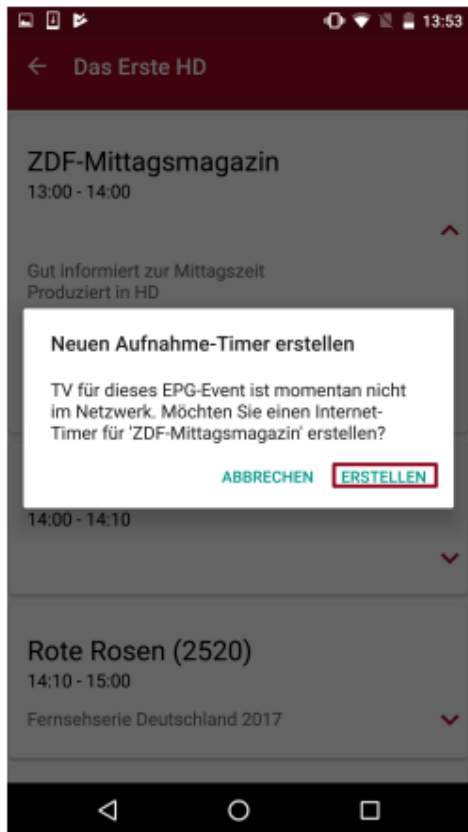 13:53
Das Erste HD
ZDF-Mittagsmagazin
13:00 - 14:00
Gut informiert zur Mittagszeit
Produziert in HD
Neuen Aufnahme-Timer erstellen
TV für dieses EPG-Event ist momentan nicht
im Netzwerk. Möchten Sie einen Internet-
Timer für 'ZDF-Mittagsmagazin' erstellen?
ABBRECHEN ERSTELLEN
14:00 - 14:10
Rote Rosen (2520)
14:10 - 15:00
Fernsehserie Deutschland 2017